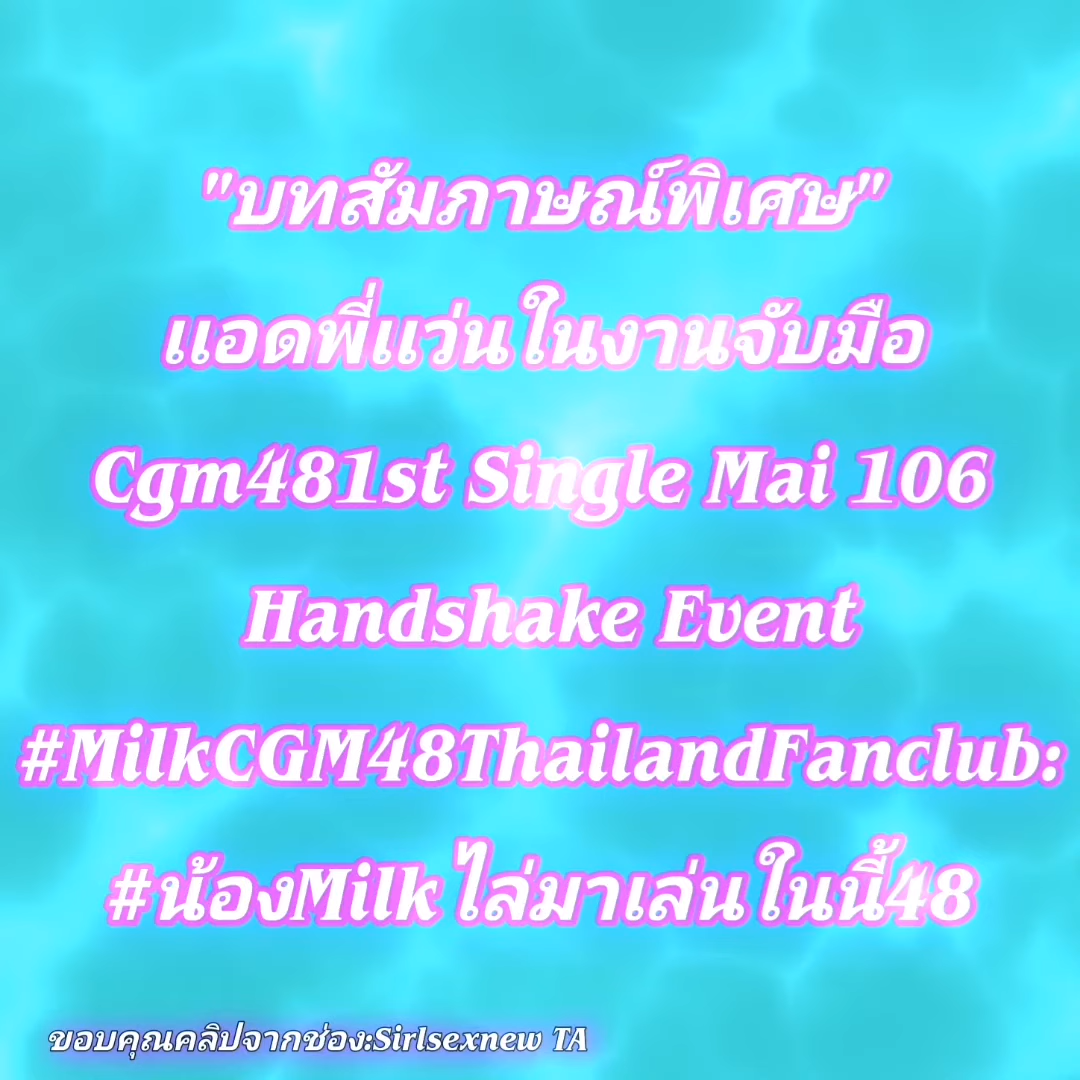 "บทสัมภาษณ์พิเศษ"
แอดพี่แว่นในงานจับมือ
Cgm481st Single Mai 106
Handshake Event
#MilkCGM48ThailandFanclub:
#น้องMilkไล่มาเล่นในนี้48
ขอบคุณคลิปจากช่อง:Sirlsexnew TA